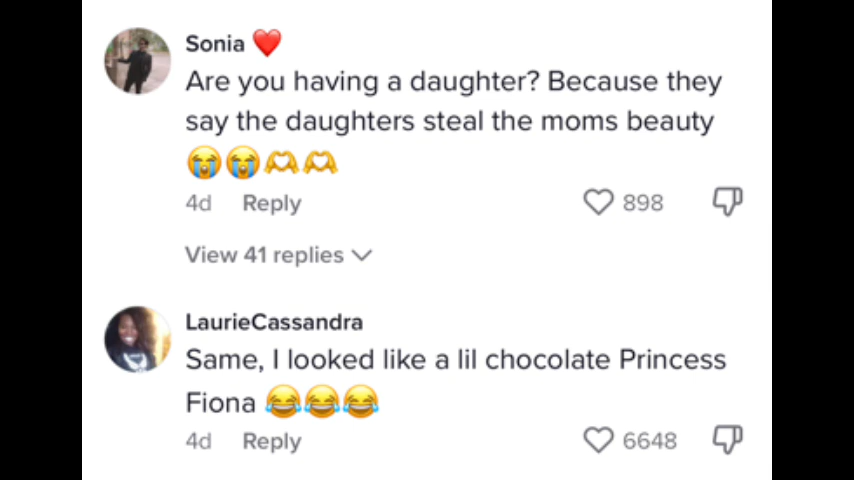 Sonia ❤️
Are you having a daughter? Because they
say the daughters steal the moms beauty
😭😭🫶🫶
4d Reply 898
View 41 replies
LaurieCassandra
Same, I looked like a lil chocolate Princess
Fiona 😂😂😂
4d Reply 6648